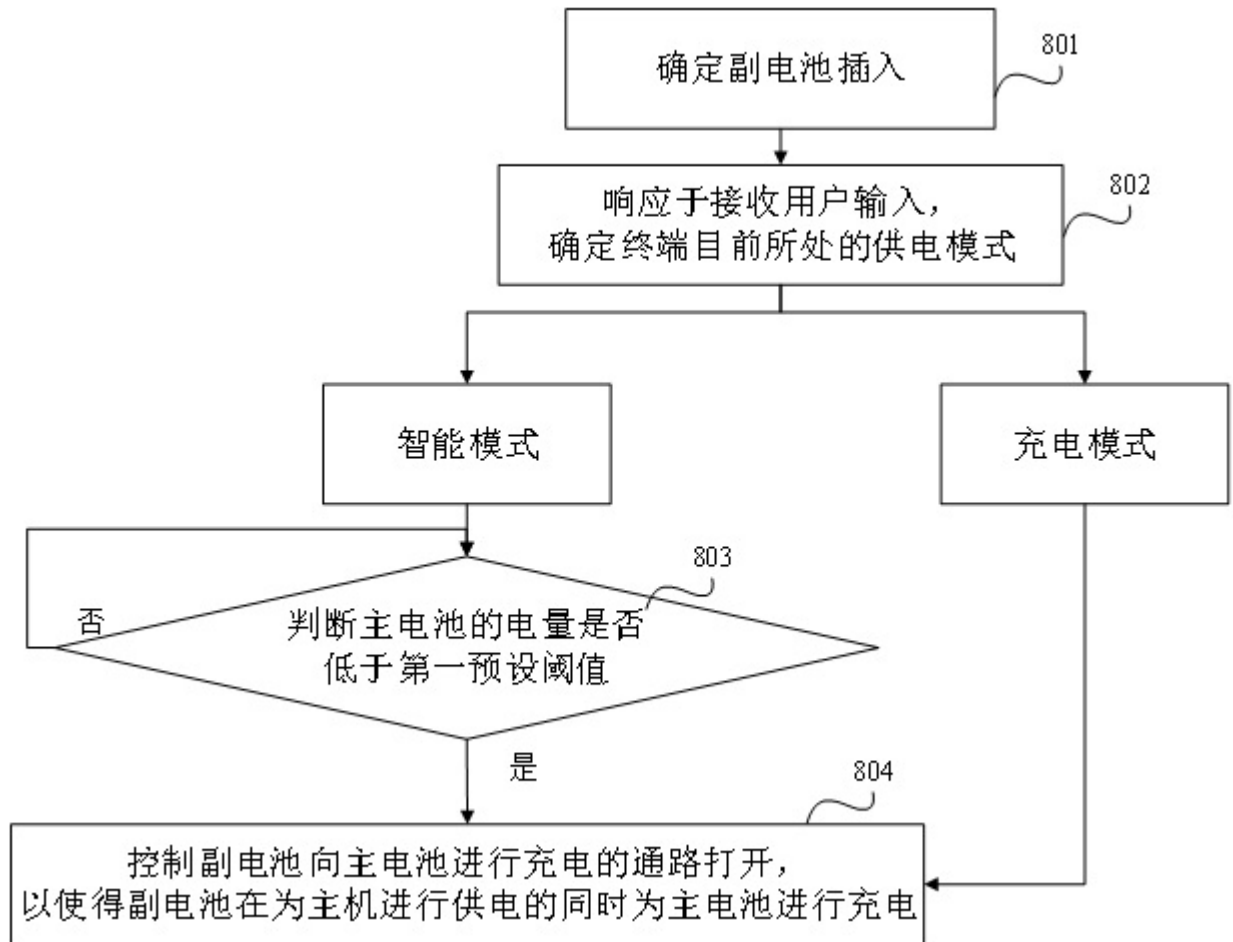 确定副电池插入
801
响应于接收用户输入，
确定终端目前所处的供电模式
802
智能模式
充电模式
803
判断主电池的电量是否
低于第一预设阈值
否
是
804
控制副电池向主电池进行充电的通路打开，
以使得副电池在为主机进行供电的同时为主电池进行充电